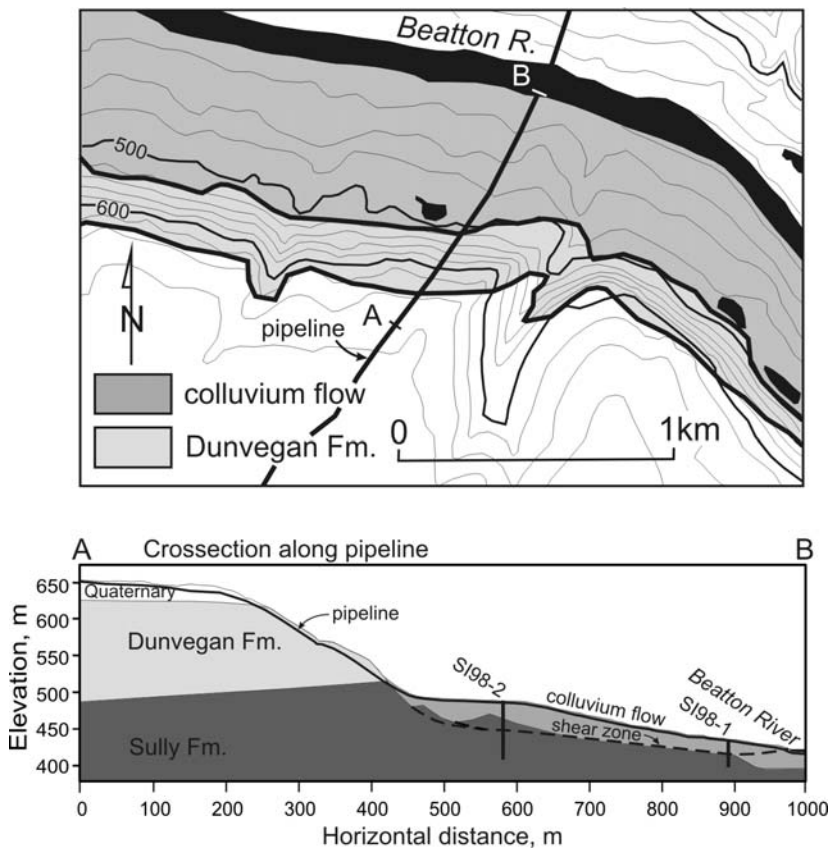 Beatton R.
B
500
600
A
N
pipeline
colluvium flow
Dunvegan Fm.
0 1km
A Crossection along pipeline B
Elevation, m
650
600
550
500
450
400
Quaternary
pipeline
Dunvegan Fm.
SI98-2
colluvium flow
SI98-1
Beatton River
shear zone
Sully Fm.
0 100 200 300 400 500 600 700 800 900 1000
Horizontal distance, m